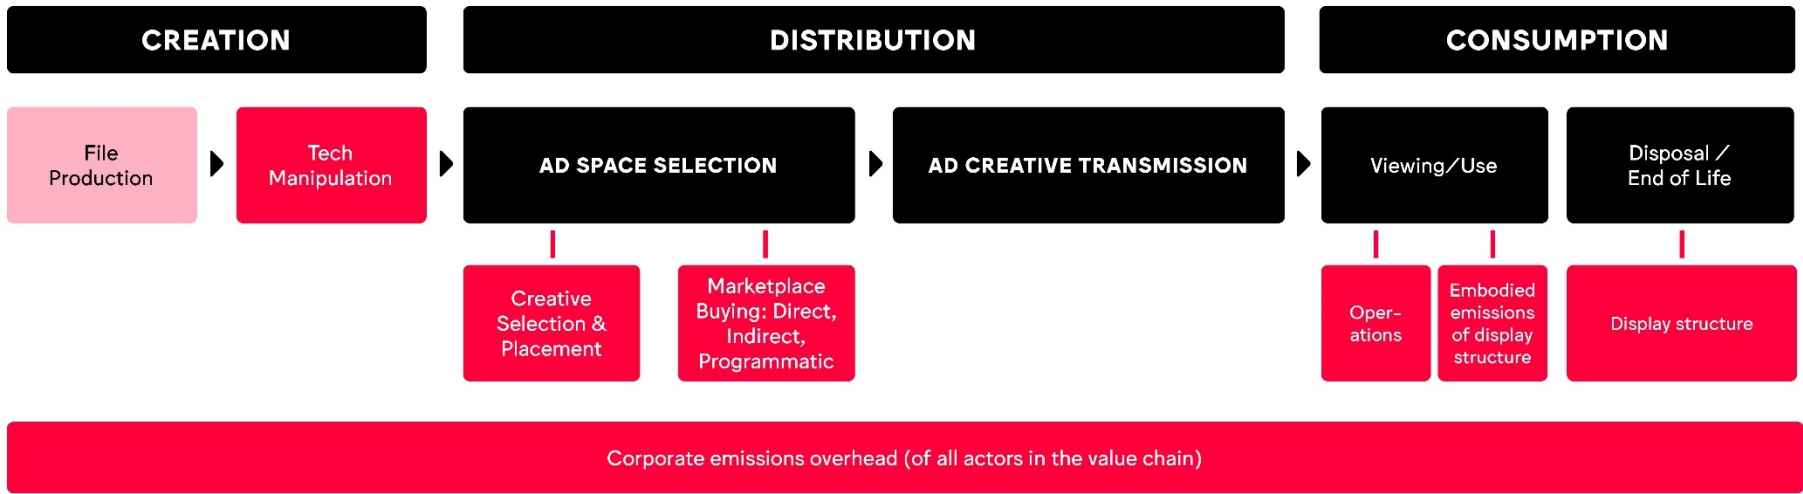 CREATION
DISTRIBUTION
CONSUMPTION
File
Production
Tech
Manipulation
AD SPACE SELECTION
AD CREATIVE TRANSMISSION
Viewing/Use
Disposal /
End of Life
Creative
Selection &
Placement
Marketplace
Buying: Direct,
Indirect,
Programmatic
Oper-
ations
Embodied
emissions
of display
structure
Display structure
Corporate emissions overhead (of all actors in the value chain)